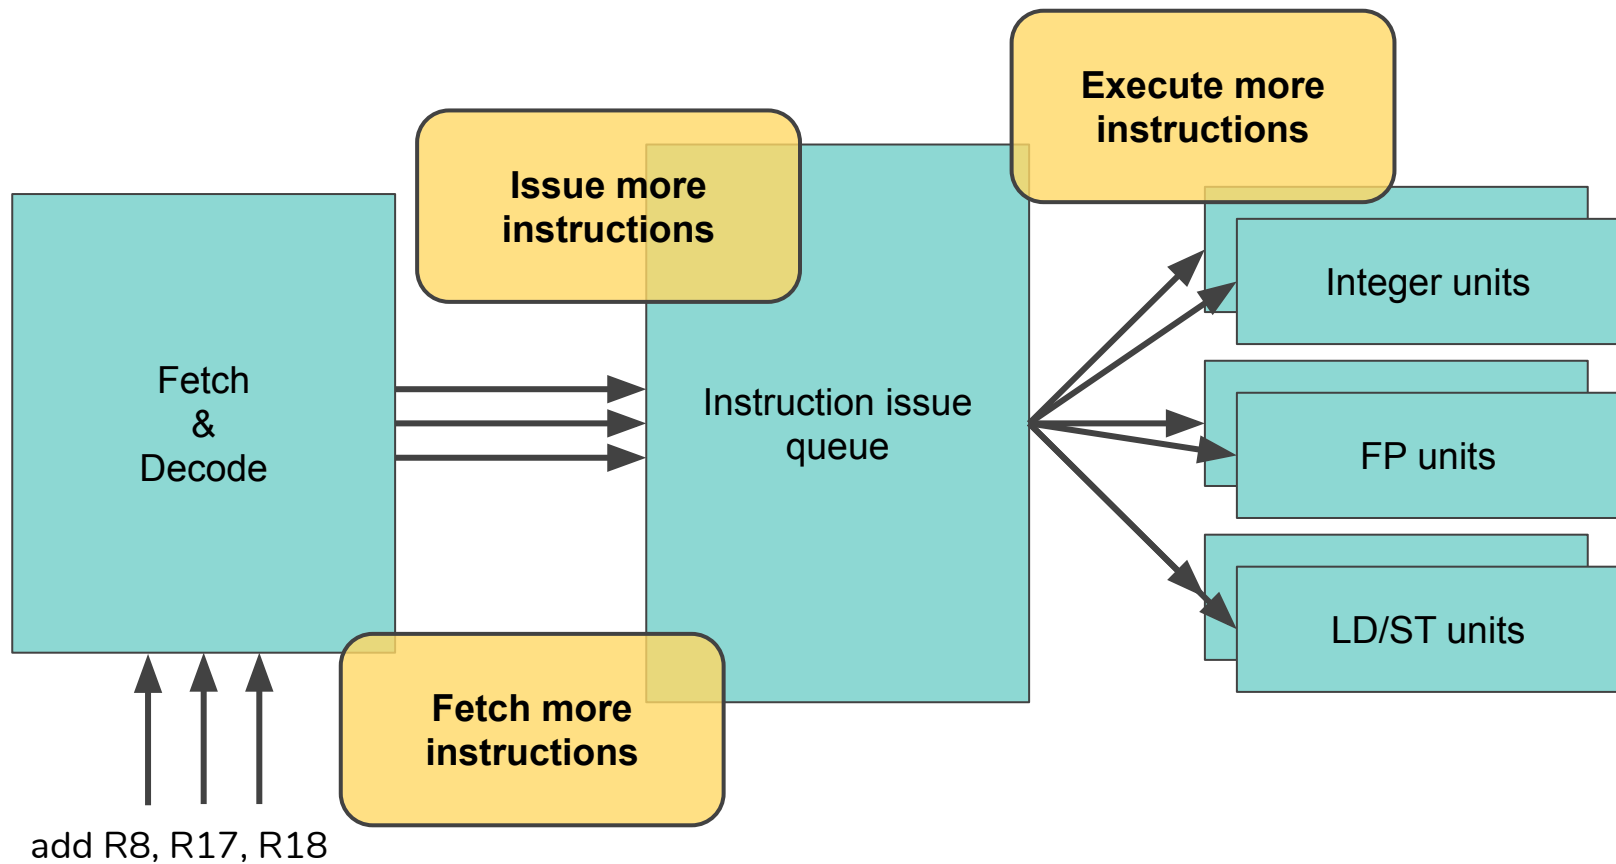 Execute more
instructions
Issue more
instructions
Fetch
&
Decode
Instruction issue
queue
Integer units
FP units
LD/ST units
Fetch more
instructions
add R8, R17, R18